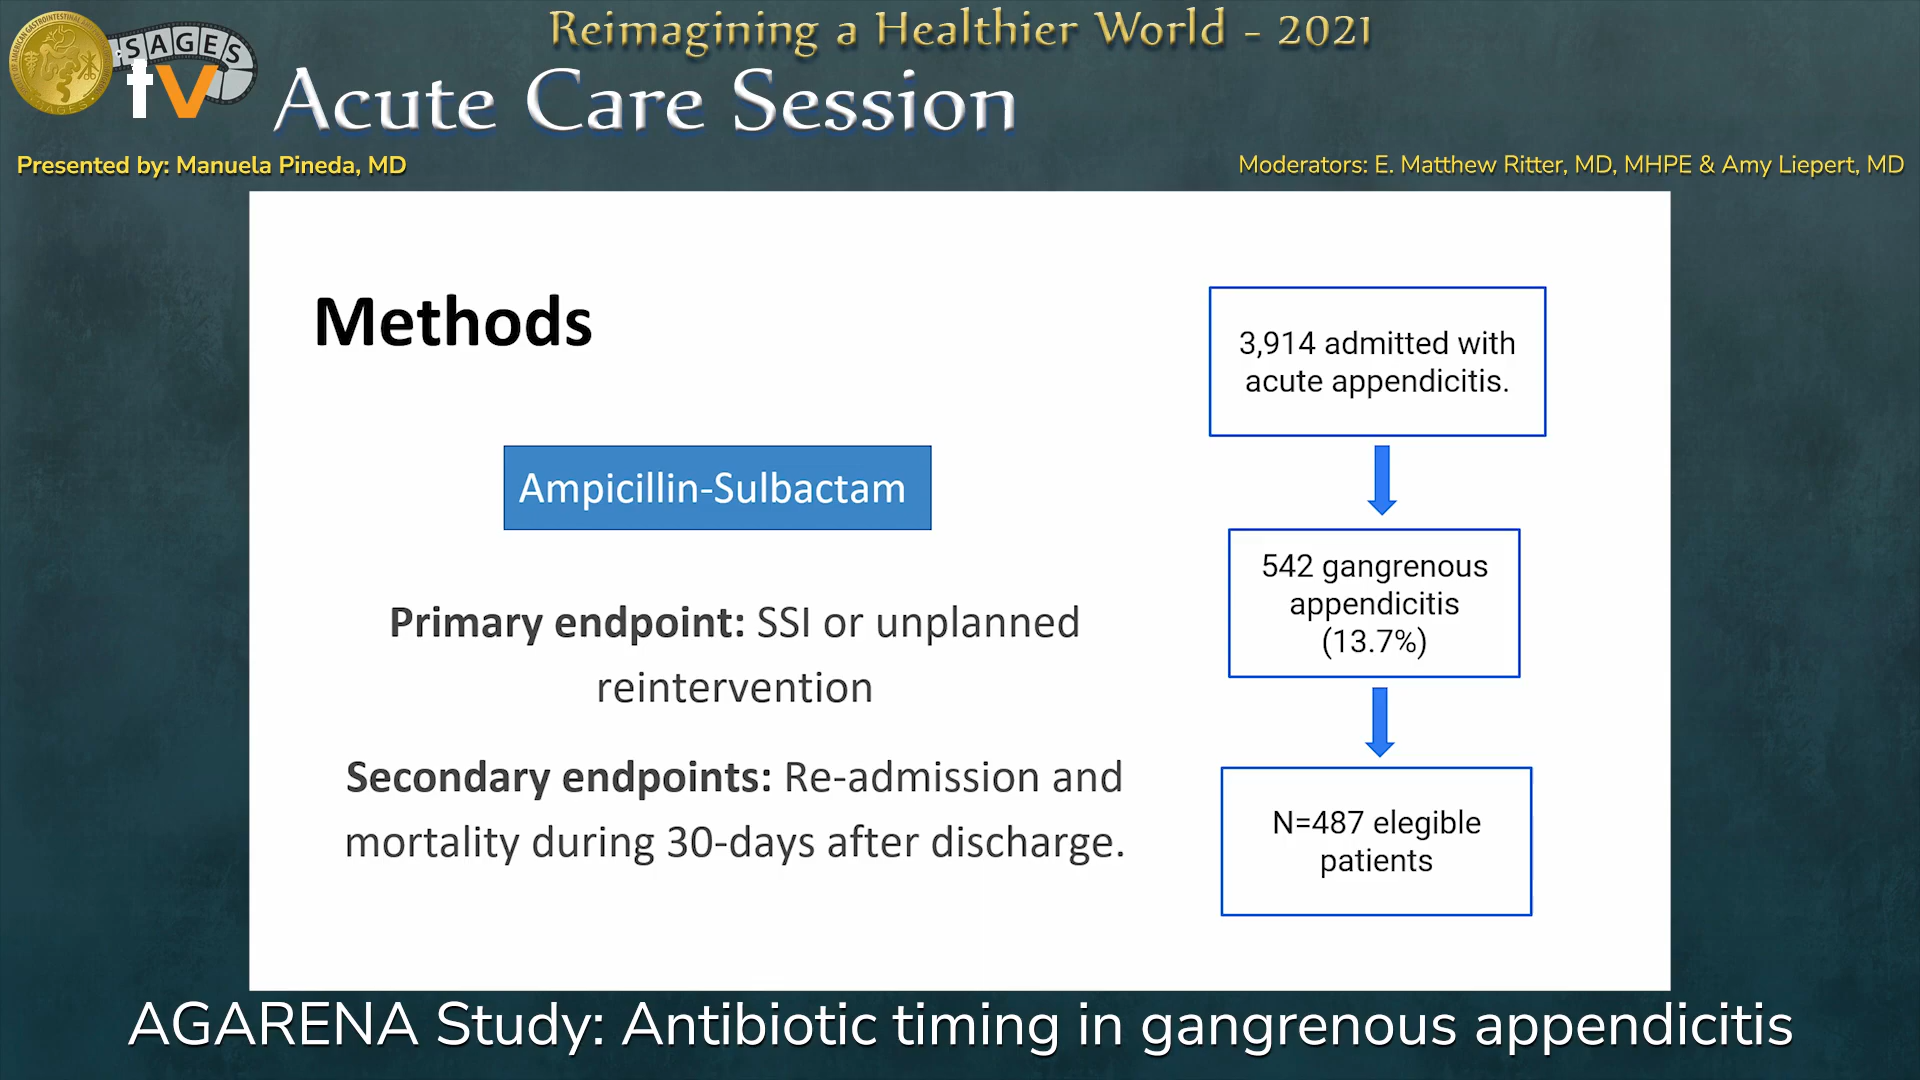 Reimagining a Healthier World - 2021
SAGES
tv
Acute Care Session
Presented by: Manuela Pineda, MD
Moderators: E. Matthew Ritter, MD, MHPE & Amy Liepert, MD
Methods
Ampicillin-Sulbactam
Primary endpoint: SSI or unplanned
reintervention
Secondary endpoints: Re-admission and
mortality during 30-days after discharge.
3,914 admitted with
acute appendicitis.
542 gangrenous
appendicitis
(13.7%)
N=487 elegible
patients
AGARENA Study: Antibiotic timing in gangrenous appendicitis